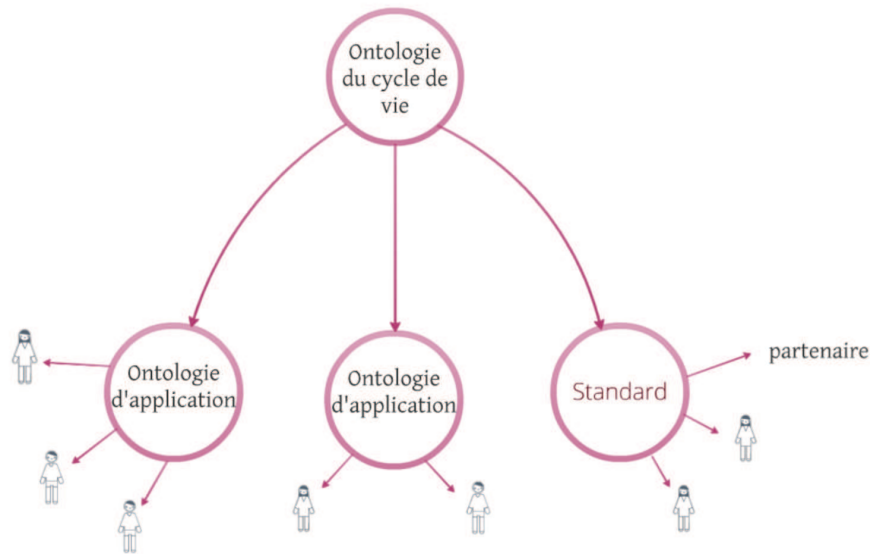 Ontologie
du cycle de
vie
Ontologie
d'application
Ontologie
d'application
Standard
partenaire